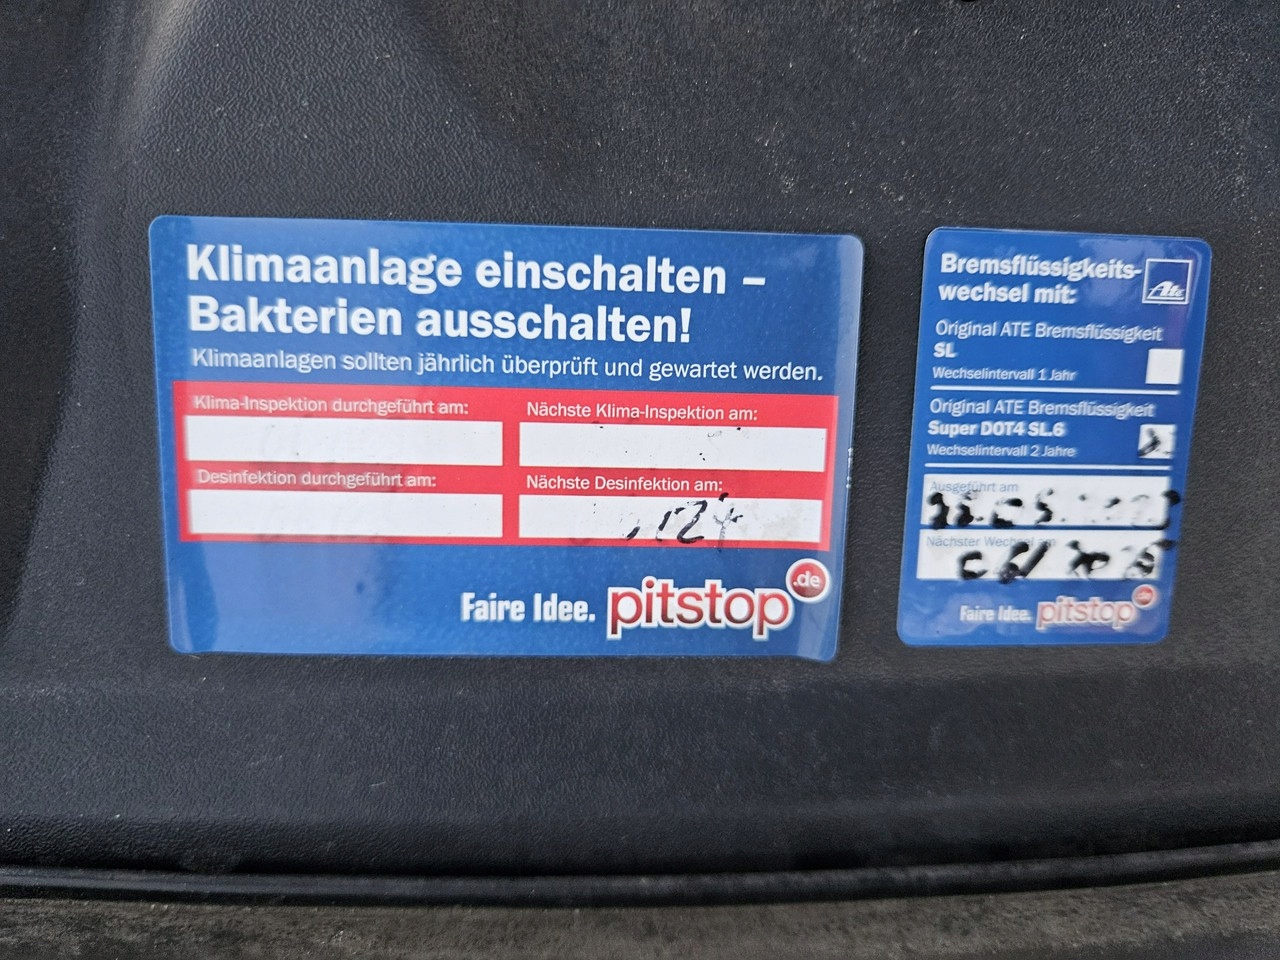 Klimaanlage einschalten –
Bakterien ausschalten!
Klimaanlagen sollten jährlich überprüft und gewartet werden.
Klima-Inspektion durchgeführt am:
Nächste Klima-Inspektion am:
Desinfektion durchgeführt am:
Nächste Desinfektion am:
Faire Idee. pitstop.de
Bremsflüssigkeits-
wechsel mit:
Ate
Original ATE Bremsflüssigkeit
SL
Wechselintervall 1 Jahr
Original ATE Bremsflüssigkeit
Super DOT4 SL.6
Wechselintervall 2 Jahre
Ausgeführt am
Nächster Wechsel am
Faire Idee. pitstop.de